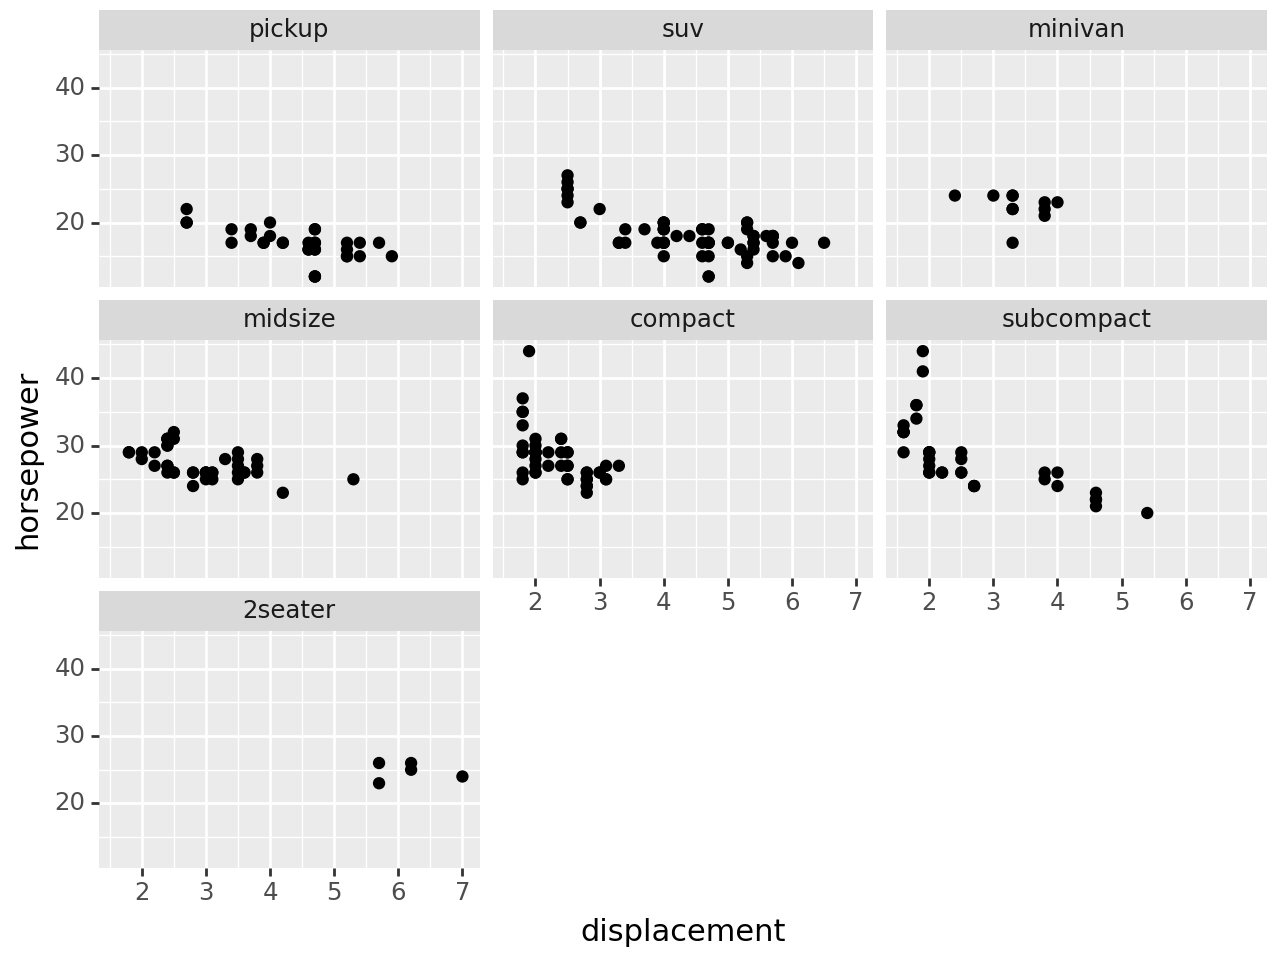 pickup suv minivan
40
30
20
midsize compact subcompact
40
30
20
2 3 4 5 6 7 2 3 4 5 6 7
2seater
40
30
20
2 3 4 5 6 7
horsepower
displacement